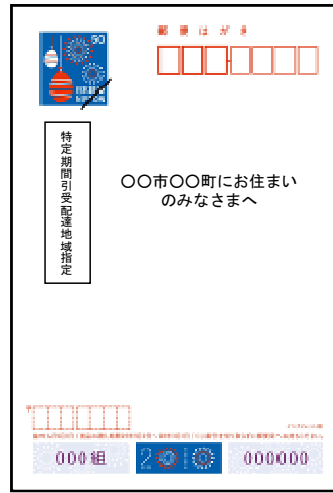 郵便はがき
50
特定期間引受配達地域指定
〇〇市〇〇町にお住まい
のみなさまへ
000組
2010
000000